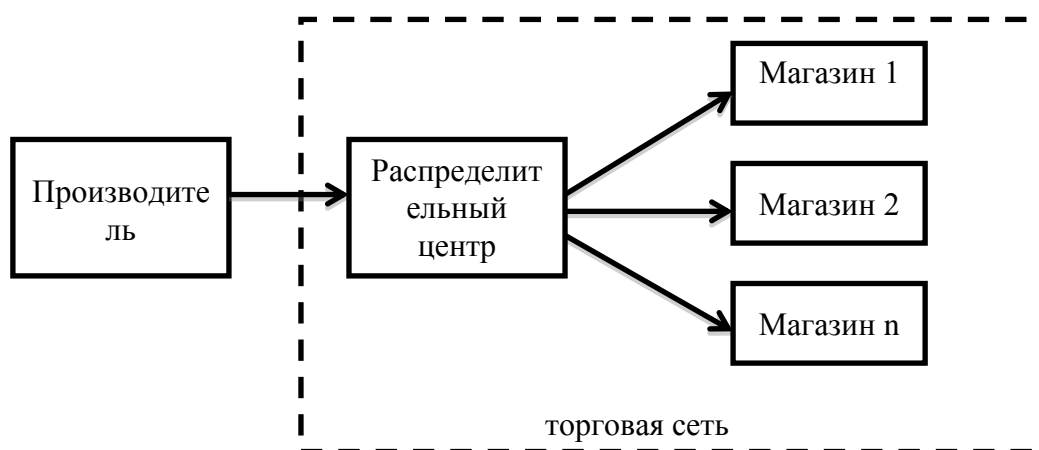 Магазин 1
Производите
ль
Распределит
ельный
центр
Магазин 2
Магазин n
торговая сеть